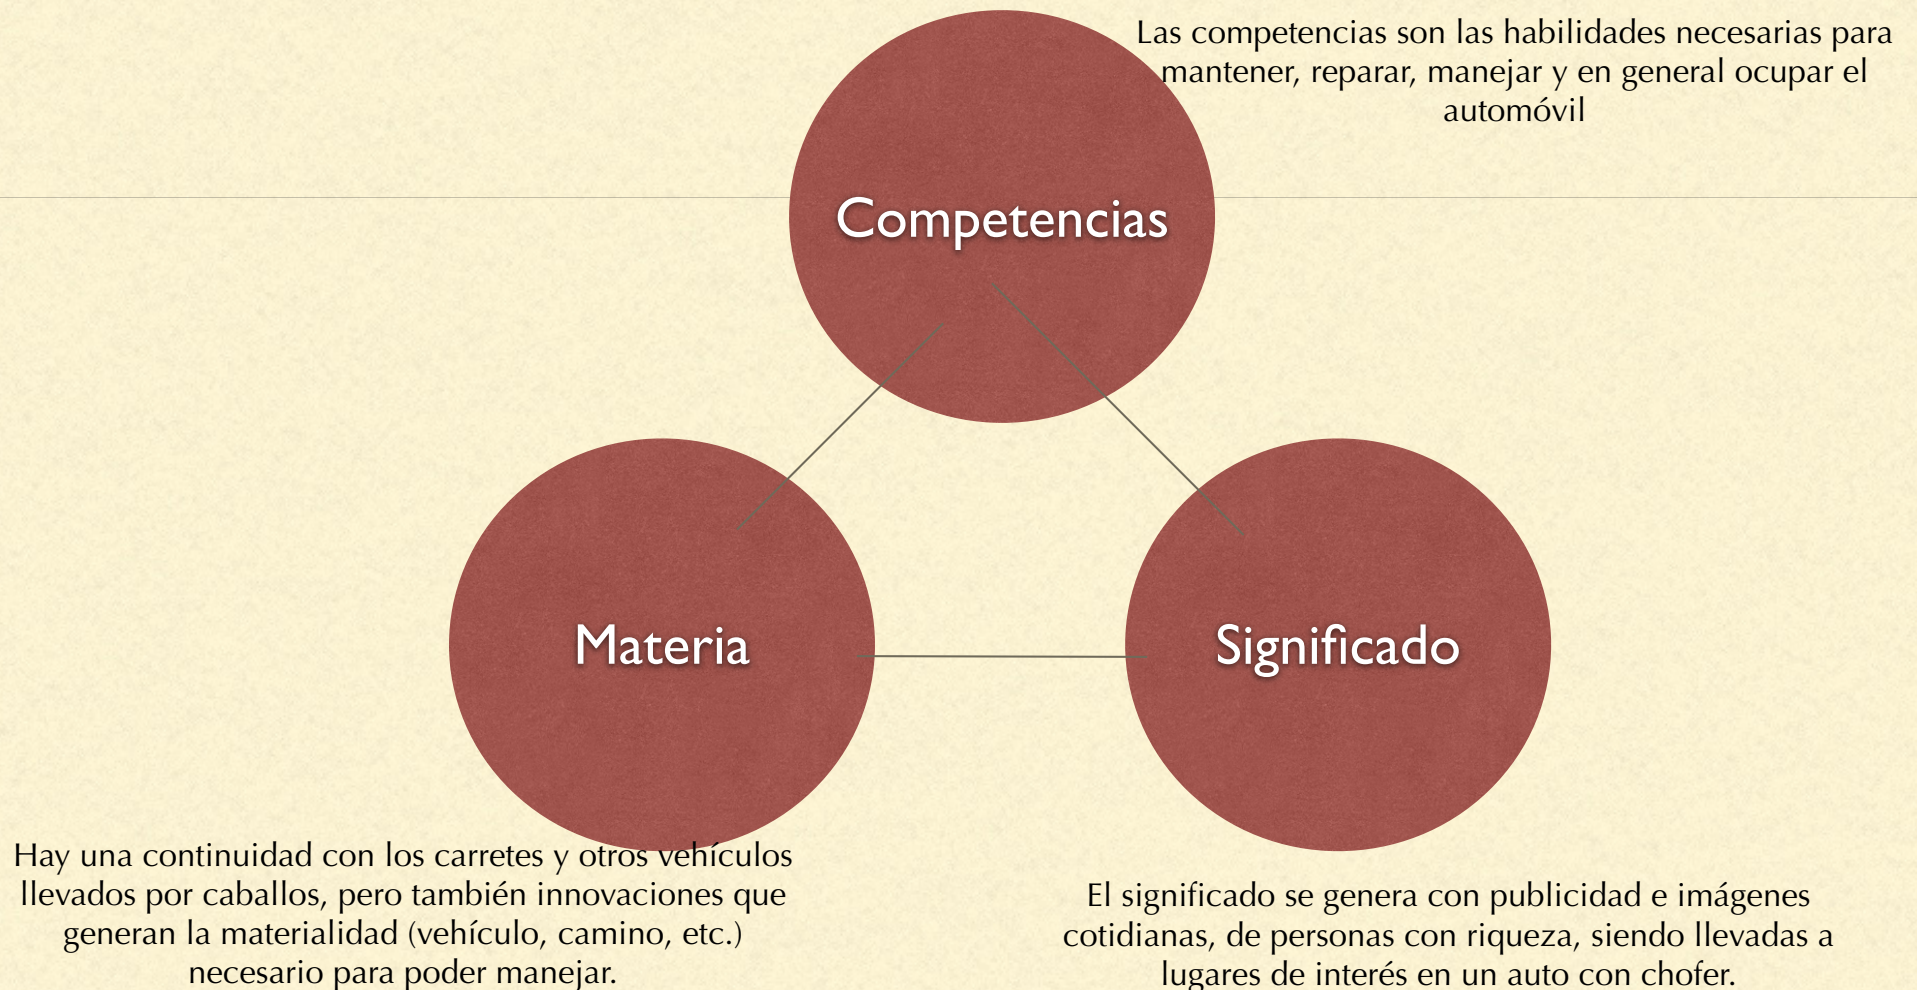 Las competencias son las habilidades necesarias para
mantener, reparar, manejar y en general ocupar el
automóvil
Competencias
Materia
Significado
Hay una continuidad con los carretes y otros vehículos
llevados por caballos, pero también innovaciones que
generan la materialidad (vehículo, camino, etc.)
necesario para poder manejar.
El significado se genera con publicidad e imágenes
cotidianas, de personas con riqueza, siendo llevadas a
lugares de interés en un auto con chofer.